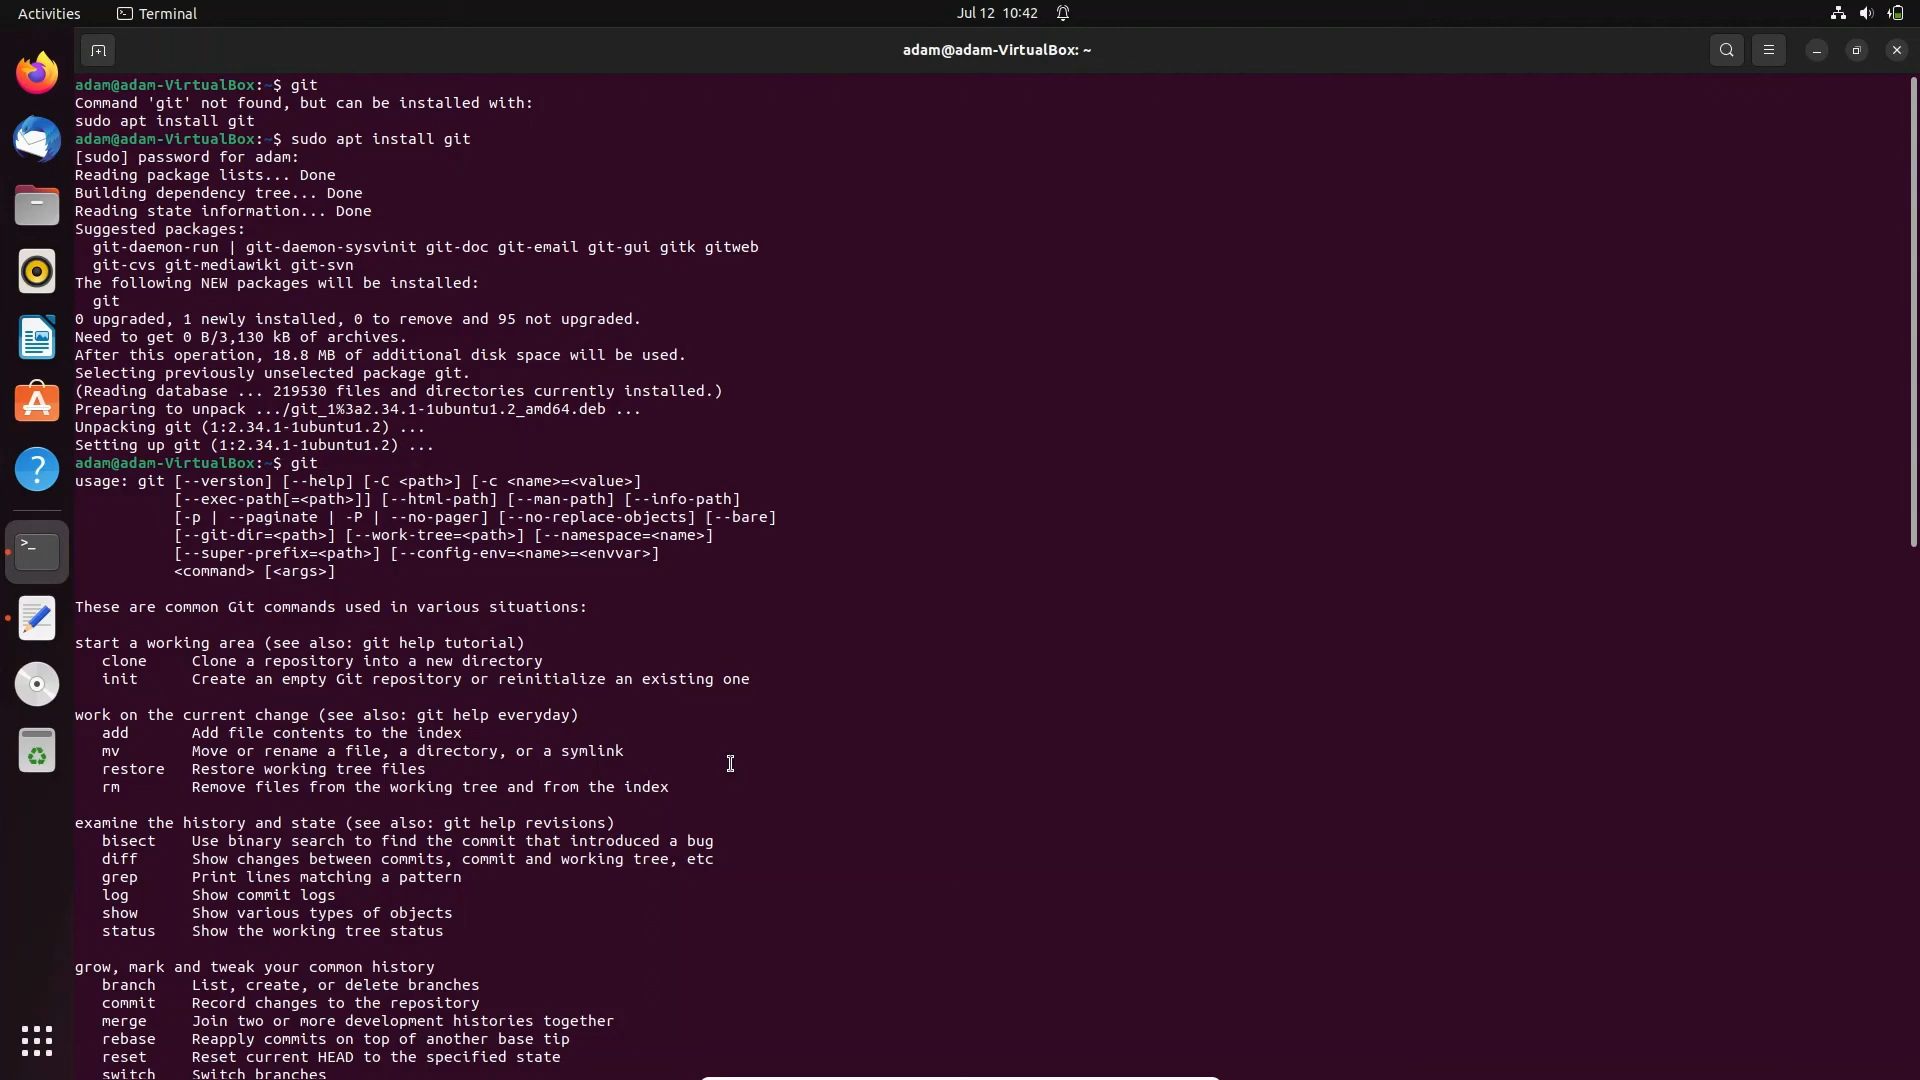 Activities
Terminal
Jul 12 10:42
adam@adam-VirtualBox: ~
adam@adam-VirtualBox:~$ git
Command 'git' not found, but can be installed with:
sudo apt install git
adam@adam-VirtualBox:~$ sudo apt install git
[sudo] password for adam:
Reading package lists... Done
Building dependency tree... Done
Reading state information... Done
Suggested packages:
  git-daemon-run | git-daemon-sysvinit git-doc git-email git-gui gitk gitweb
  git-cvs git-mediawiki git-svn
The following NEW packages will be installed:
  git
0 upgraded, 1 newly installed, 0 to remove and 95 not upgraded.
Need to get 0 B/3,130 kB of archives.
After this operation, 18.8 MB of additional disk space will be used.
Selecting previously unselected package git.
(Reading database ... 219530 files and directories currently installed.)
Preparing to unpack .../git_1%3a2.34.1-1ubuntu1.2_amd64.deb ...
Unpacking git (1:2.34.1-1ubuntu1.2) ...
Setting up git (1:2.34.1-1ubuntu1.2) ...
adam@adam-VirtualBox:~$ git
usage: git [--version] [--help] [-C <path>] [-c <name>=<value>]
           [--exec-path[=<path>]] [--html-path] [--man-path] [--info-path]
           [-p | --paginate | -P | --no-pager] [--no-replace-objects] [--bare]
           [--git-dir=<path>] [--work-tree=<path>] [--namespace=<name>]
           [--super-prefix=<path>] [--config-env=<name>=<envvar>]
           <command> [<args>]
These are common Git commands used in various situations:
start a working area (see also: git help tutorial)
   clone     Clone a repository into a new directory
   init      Create an empty Git repository or reinitialize an existing one
work on the current change (see also: git help everyday)
   add       Add file contents to the index
   mv        Move or rename a file, a directory, or a symlink
   restore   Restore working tree files
   rm        Remove files from the working tree and from the index
examine the history and state (see also: git help revisions)
   bisect    Use binary search to find the commit that introduced a bug
   diff      Show changes between commits, commit and working tree, etc
   grep      Print lines matching a pattern
   log       Show commit logs
   show      Show various types of objects
   status    Show the working tree status
grow, mark and tweak your common history
   branch    List, create, or delete branches
   commit    Record changes to the repository
   merge     Join two or more development histories together
   rebase    Reapply commits on top of another base tip
   reset     Reset current HEAD to the specified state
   switch    Switch branches